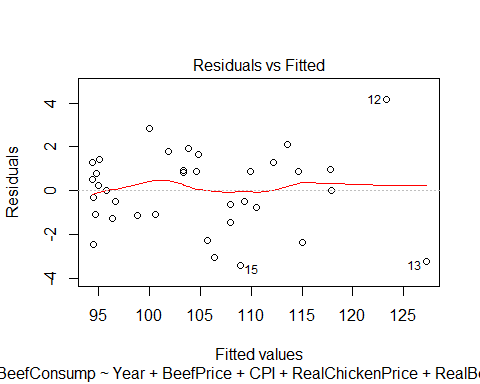 Residuals vs Fitted
4
2
0
-2
-4
Residuals
12
15
13
95 100 105 110 115 120 125
Fitted values
BeefConsump ~ Year + BeefPrice + CPI + RealChickenPrice + RealBe